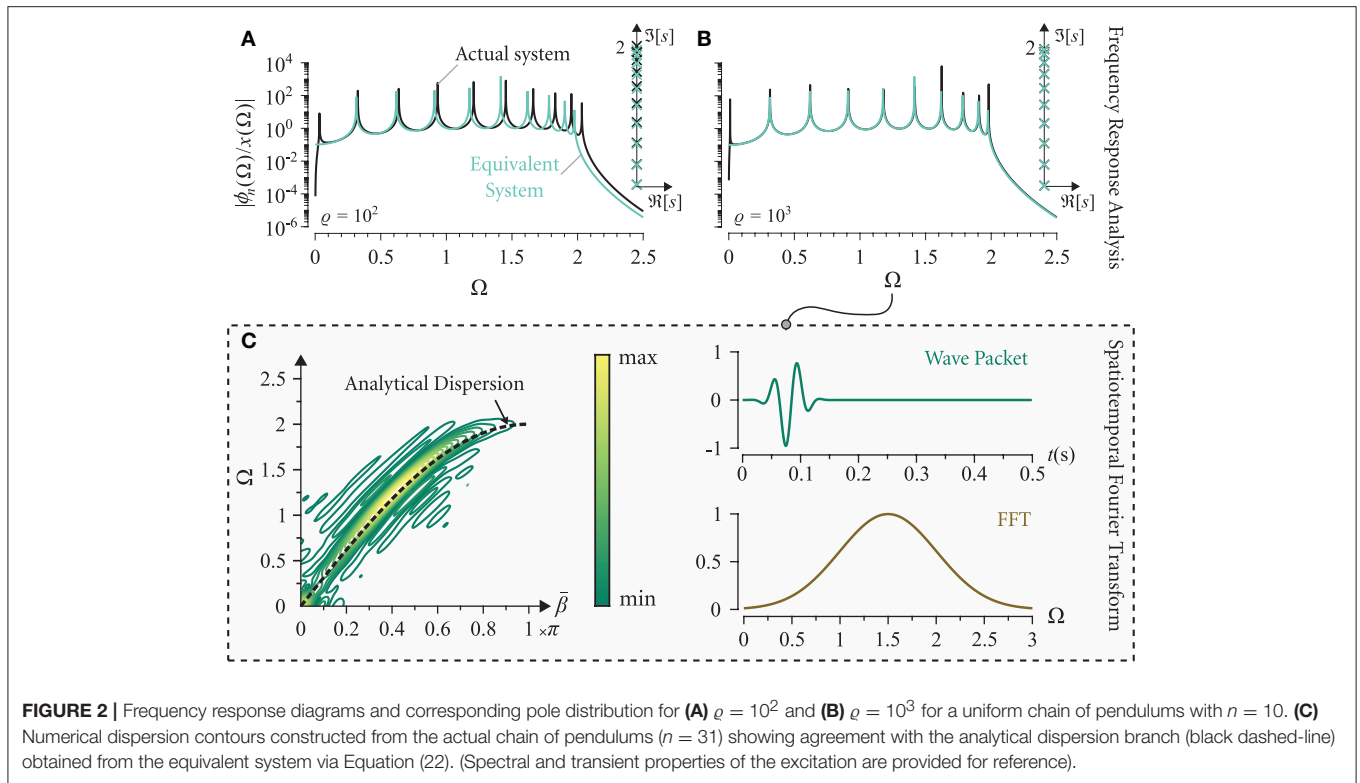 A
Actual system
Equivalent
System
|ϕ′n(Ω)/x(Ω)|
10^4
10^2
10^0
10^-2
10^-4
10^-6
ϱ = 10^2
0 0.5 1 1.5 2 2.5
Ω
ℑ[s]
2
ℜ[s]
B
ϱ = 10^3
0 0.5 1 1.5 2 2.5
Ω
ℑ[s]
2
ℜ[s]
Frequency Response Analysis
C
Analytical Dispersion
Ω
2.5
2
1.5
1
0.5
0
0 0.2 0.4 0.6 0.8 1 ×π
β̄
max
min
Wave Packet
1
0
-1
0 0.1 0.2 0.3 0.4 0.5
t(s)
FFT
1
0.5
0
0 0.5 1 1.5 2 2.5 3
Ω
Spatiotemporal Fourier Transform
FIGURE 2 | Frequency response diagrams and corresponding pole distribution for (A) ϱ = 10^2 and (B) ϱ = 10^3 for a uniform chain of pendulums with n = 10. (C)
Numerical dispersion contours constructed from the actual chain of pendulums (n = 31) showing agreement with the analytical dispersion branch (black dashed-line)
obtained from the equivalent system via Equation (22). (Spectral and transient properties of the excitation are provided for reference).